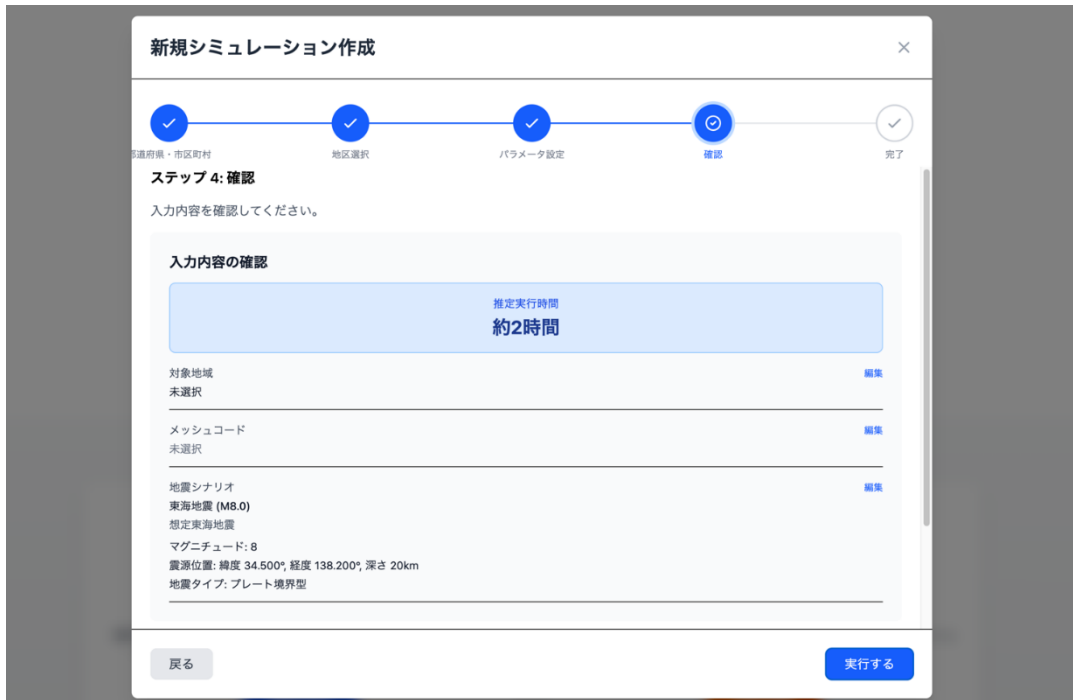 新規シミュレーション作成
道府県・市区町村
地区選択
パラメータ設定
確認
完了
ステップ 4: 確認
入力内容を確認してください。
入力内容の確認
推定実行時間
約2時間
対象地域
編集
未選択
メッシュコード
編集
未選択
地震シナリオ
編集
東海地震 (M8.0)
想定東海地震
マグニチュード: 8
震源位置: 緯度 34.500°, 経度 138.200°, 深さ 20km
地震タイプ: プレート境界型
戻る
実行する